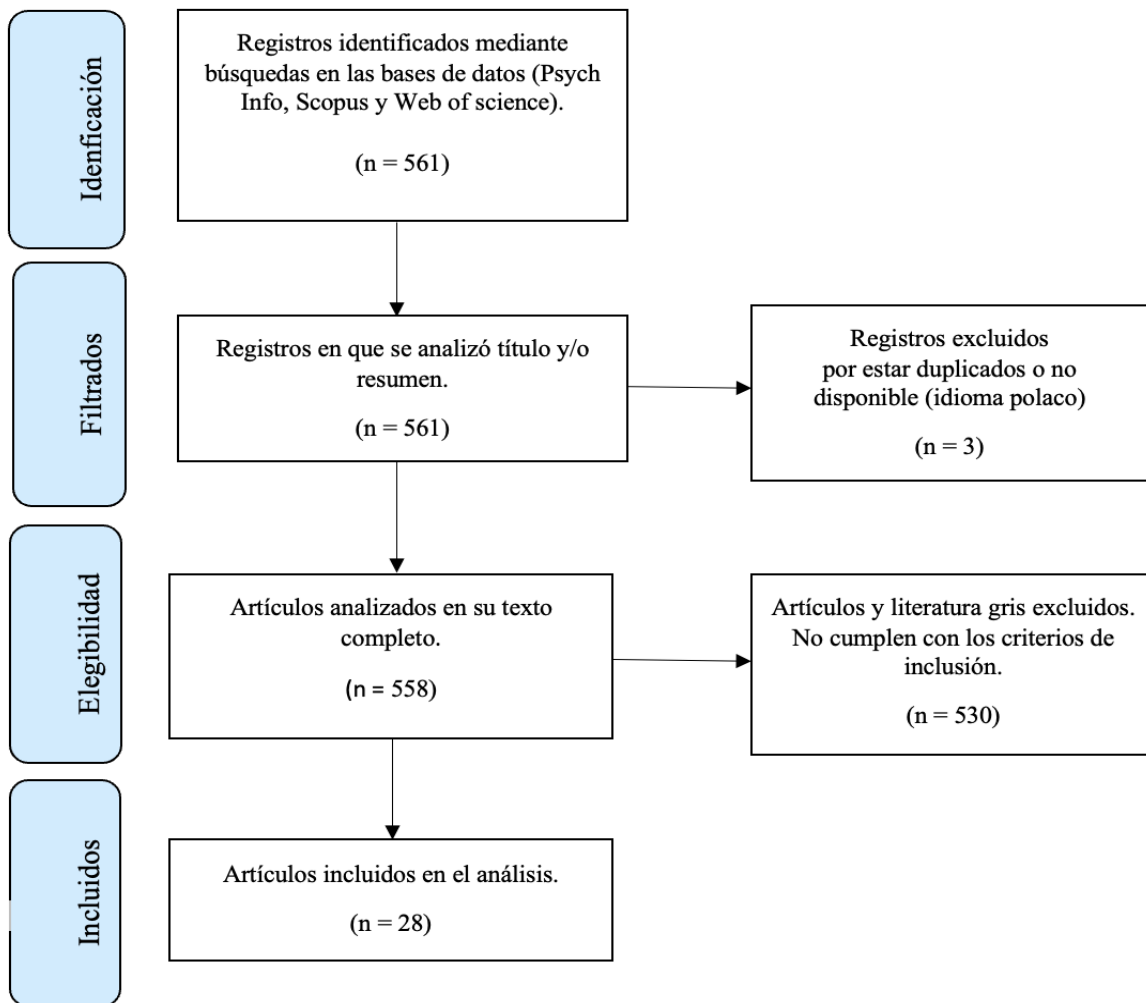 Idenficación
Registros identificados mediante
búsquedas en las bases de datos (Psych
Info, Scopus y Web of science).
(n = 561)
Filtrados
Registros en que se analizó título y/o
resumen.
(n = 561)
Registros excluidos
por estar duplicados o no
disponible (idioma polaco)
(n = 3)
Elegibilidad
Artículos analizados en su texto
completo.
(n = 558)
Artículos y literatura gris excluidos.
No cumplen con los criterios de
inclusión.
(n = 530)
Incluidos
Artículos incluidos en el análisis.
(n = 28)